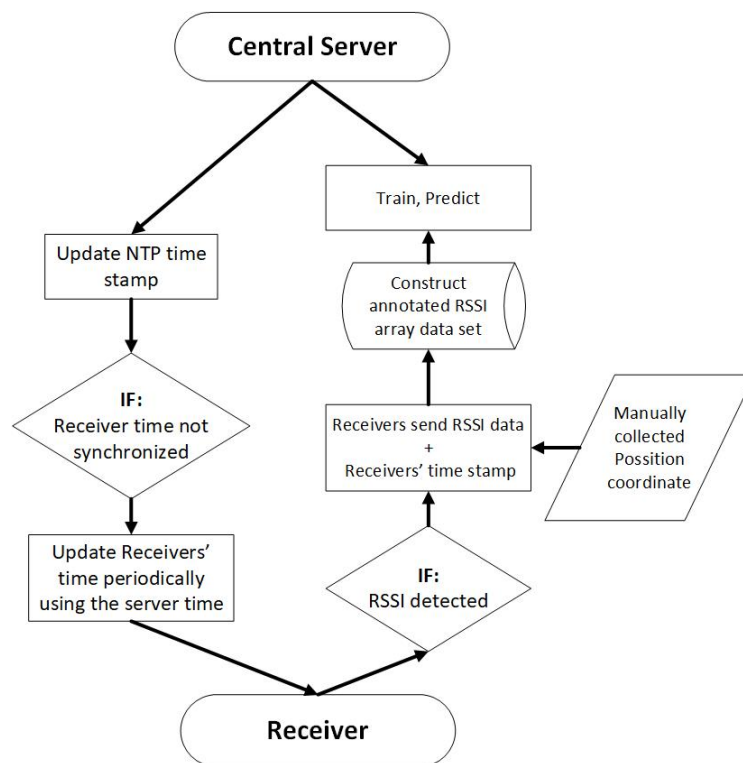 Central Server
Train, Predict
Update NTP time
stamp
Construct
annotated RSSI
array data set
IF:
Receiver time not
synchronized
Receivers send RSSI data
+
Receivers' time stamp
Manually
collected
Possition
coordinate
Update Receivers'
time periodically
using the server time
IF:
RSSI detected
Receiver